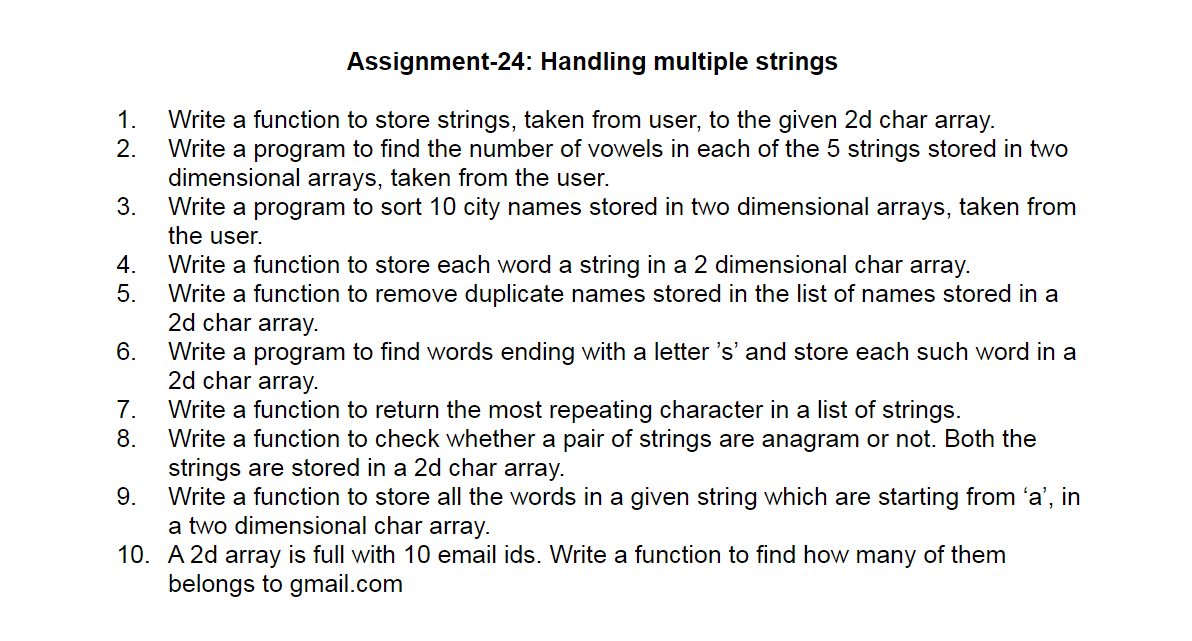 Assignment-24: Handling multiple strings
1. Write a function to store strings, taken from user, to the given 2d char array.
2. Write a program to find the number of vowels in each of the 5 strings stored in two
dimensional arrays, taken from the user.
3. Write a program to sort 10 city names stored in two dimensional arrays, taken from
the user.
4. Write a function to store each word a string in a 2 dimensional char array.
5. Write a function to remove duplicate names stored in the list of names stored in a
2d char array.
6. Write a program to find words ending with a letter ’s’ and store each such word in a
2d char array.
7. Write a function to return the most repeating character in a list of strings.
8. Write a function to check whether a pair of strings are anagram or not. Both the
strings are stored in a 2d char array.
9. Write a function to store all the words in a given string which are starting from ‘a’, in
a two dimensional char array.
10. A 2d array is full with 10 email ids. Write a function to find how many of them
belongs to gmail.com